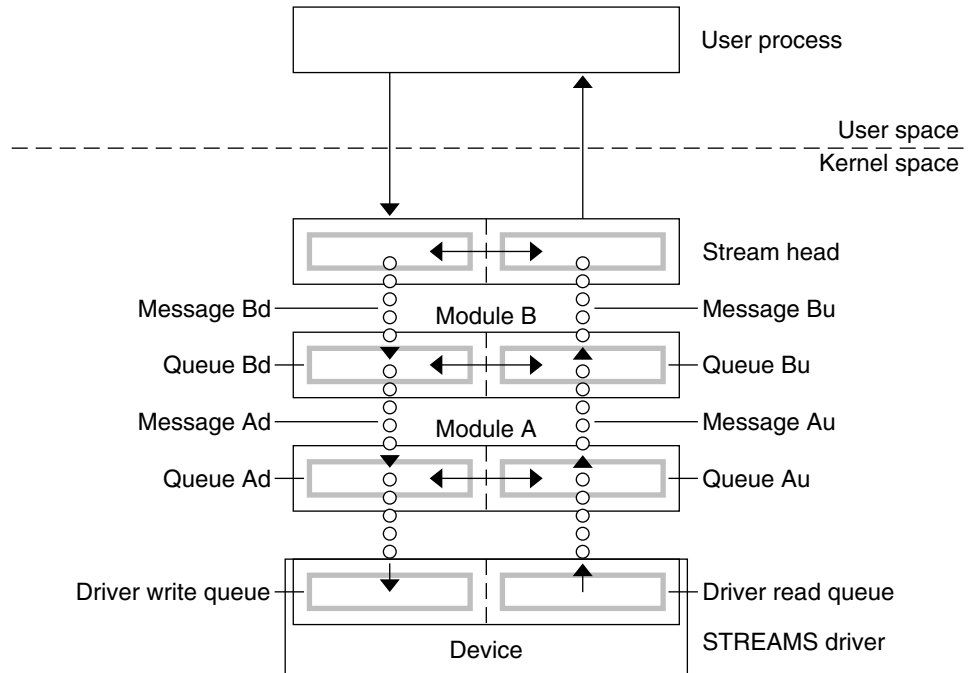 User process
User space
Kernel space
Stream head
Message Bd
Module B
Message Bu
Queue Bd
Queue Bu
Message Ad
Module A
Message Au
Queue Ad
Queue Au
Driver write queue
Driver read queue
Device
STREAMS driver